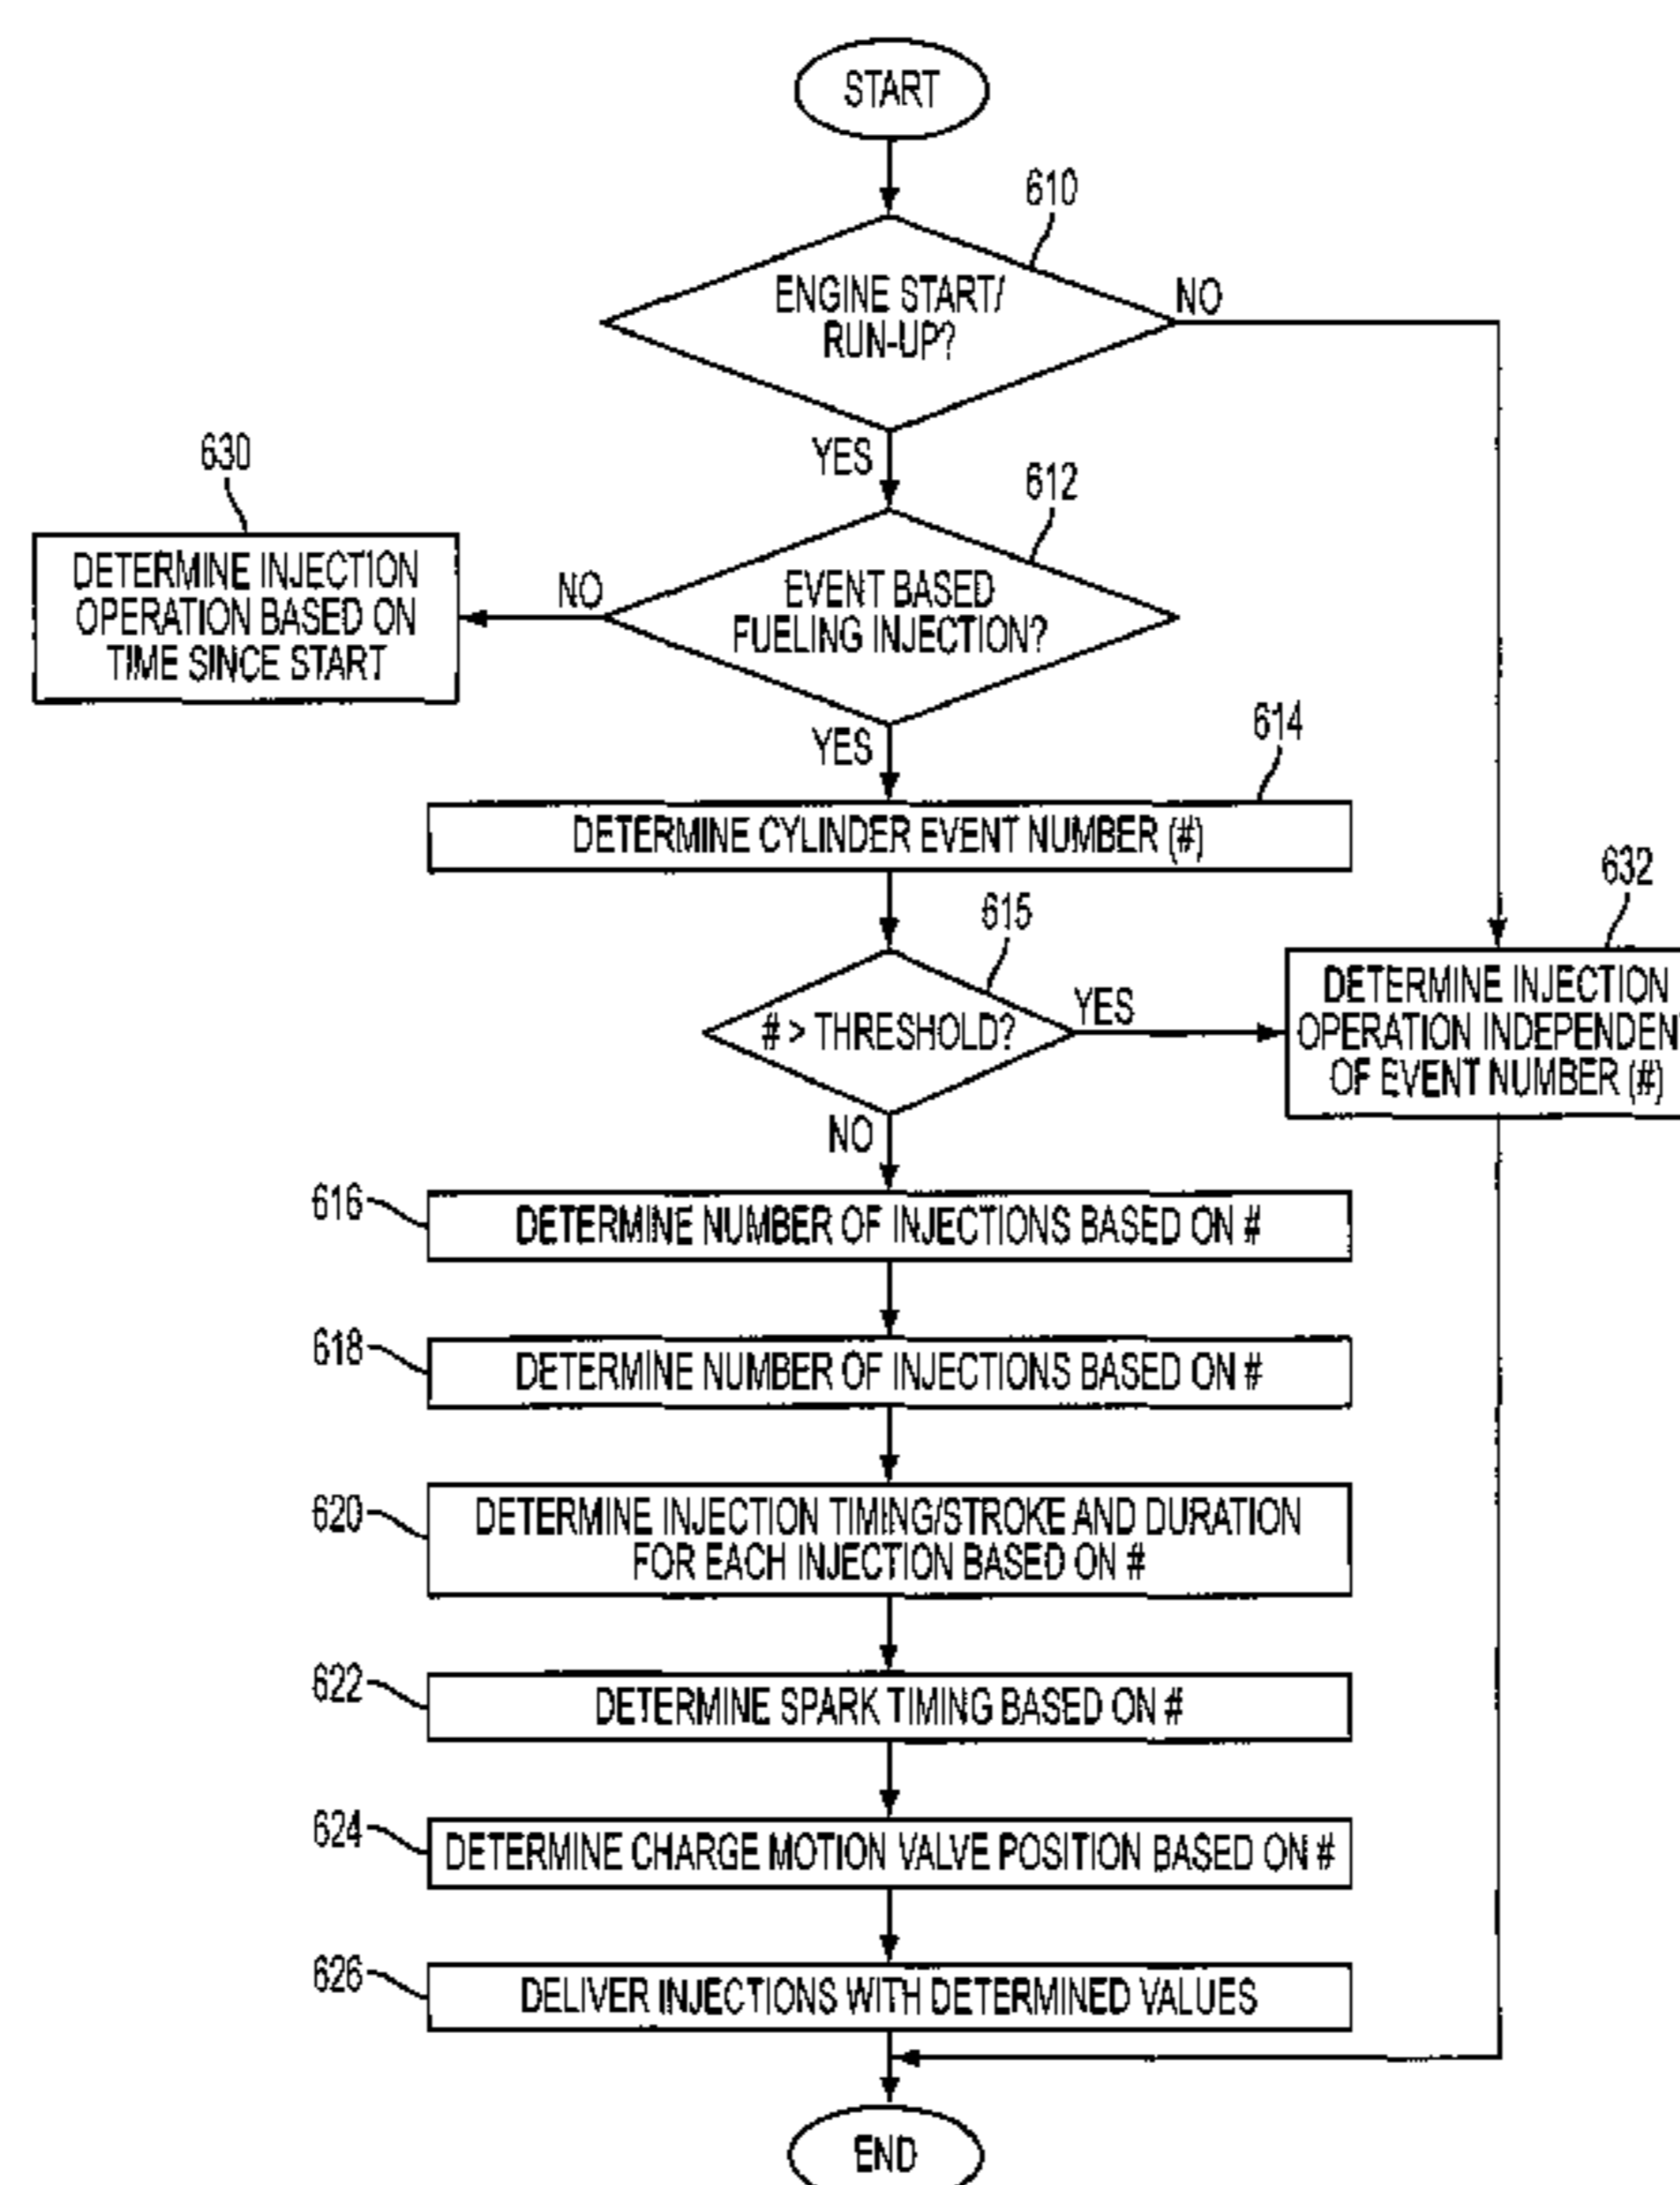 START
610
ENGINE START/
RUN-UP?
NO
YES
630
612
DETERMINE INJECTION
OPERATION BASED ON
TIME SINCE START
NO
EVENT BASED
FUELING INJECTION?
YES
614
DETERMINE CYLINDER EVENT NUMBER (#)
615
632
# > THRESHOLD?
YES
DETERMINE INJECTION
OPERATION INDEPENDEN
OF EVENT NUMBER (#)
NO
616
DETERMINE NUMBER OF INJECTIONS BASED ON #
618
DETERMINE NUMBER OF INJECTIONS BASED ON #
620
DETERMINE INJECTION TIMING/STROKE AND DURATION
FOR EACH INJECTION BASED ON #
622
DETERMINE SPARK TIMING BASED ON #
624
DETERMINE CHARGE MOTION VALVE POSITION BASED ON #
626
DELIVER INJECTIONS WITH DETERMINED VALUES
END